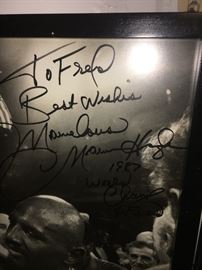 To Fred
Best Wishes
Marvelous
Marvin Hagler
1987
World
Champ